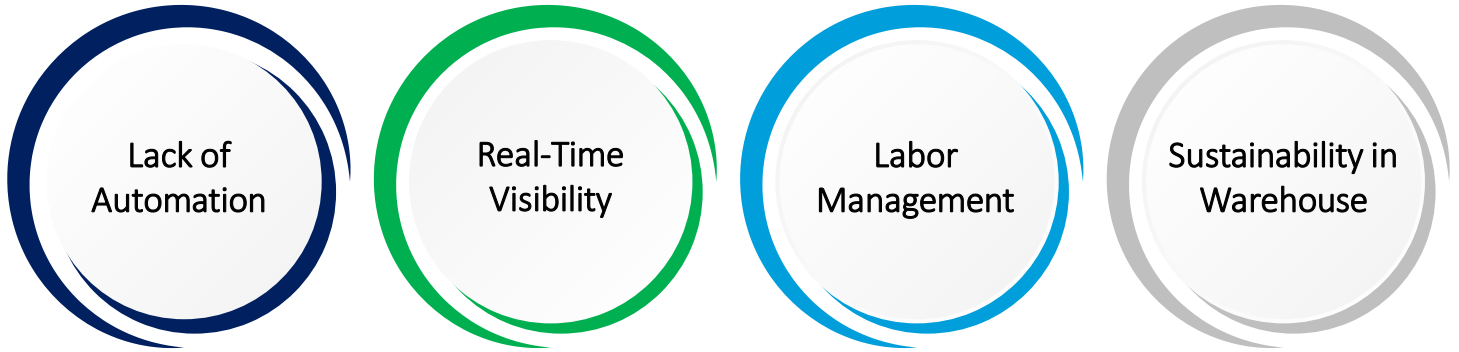 Lack of
Automation
Real-Time
Visibility
Labor
Management
Sustainability in
Warehouse